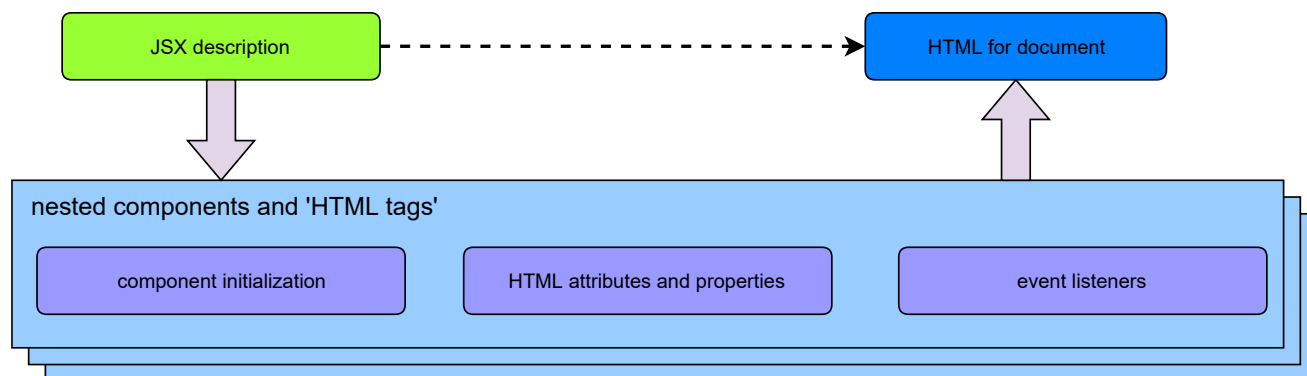 JSX description
HTML for document
nested components and 'HTML tags'
component initialization
HTML attributes and properties
event listeners